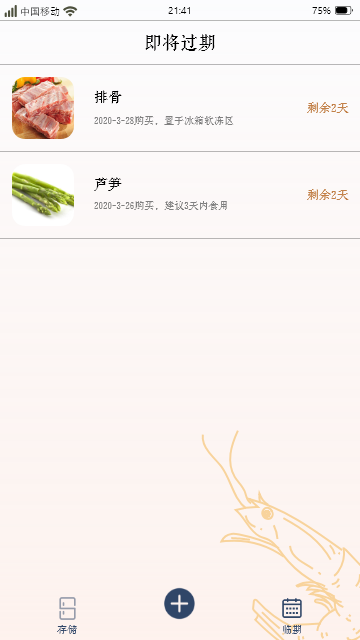 中国移动 21:41 75%
即将过期
排骨
2020-3-28购买，置于冰箱软冻区
剩余2天
芦笋
2020-3-26购买，建议3天内食用
剩余2天
存储 临期